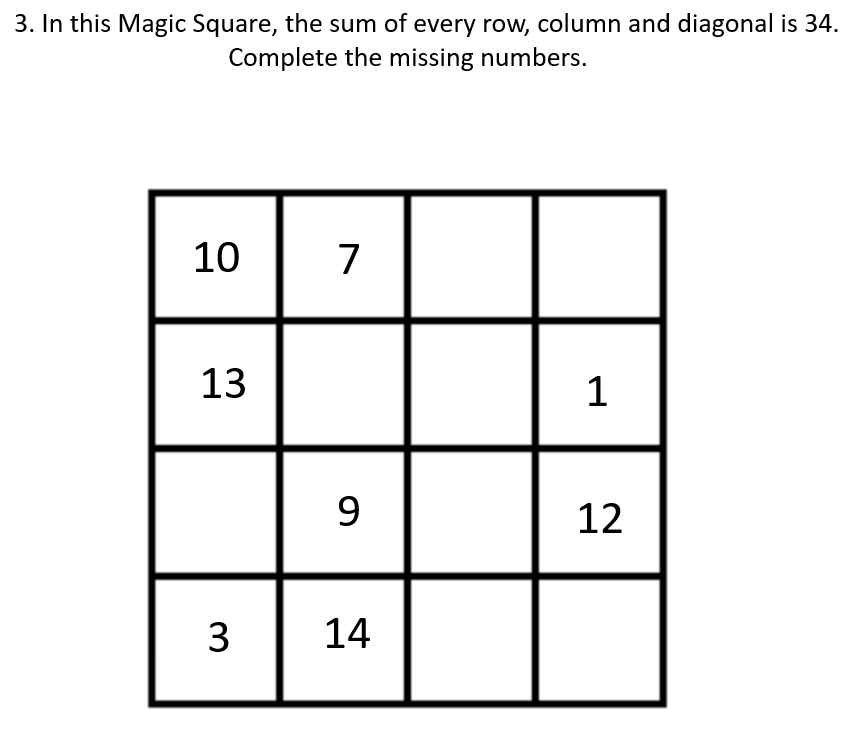 3. In this Magic Square, the sum of every row, column and diagonal is 34.
Complete the missing numbers.
10 7
13 1
9 12
3 14